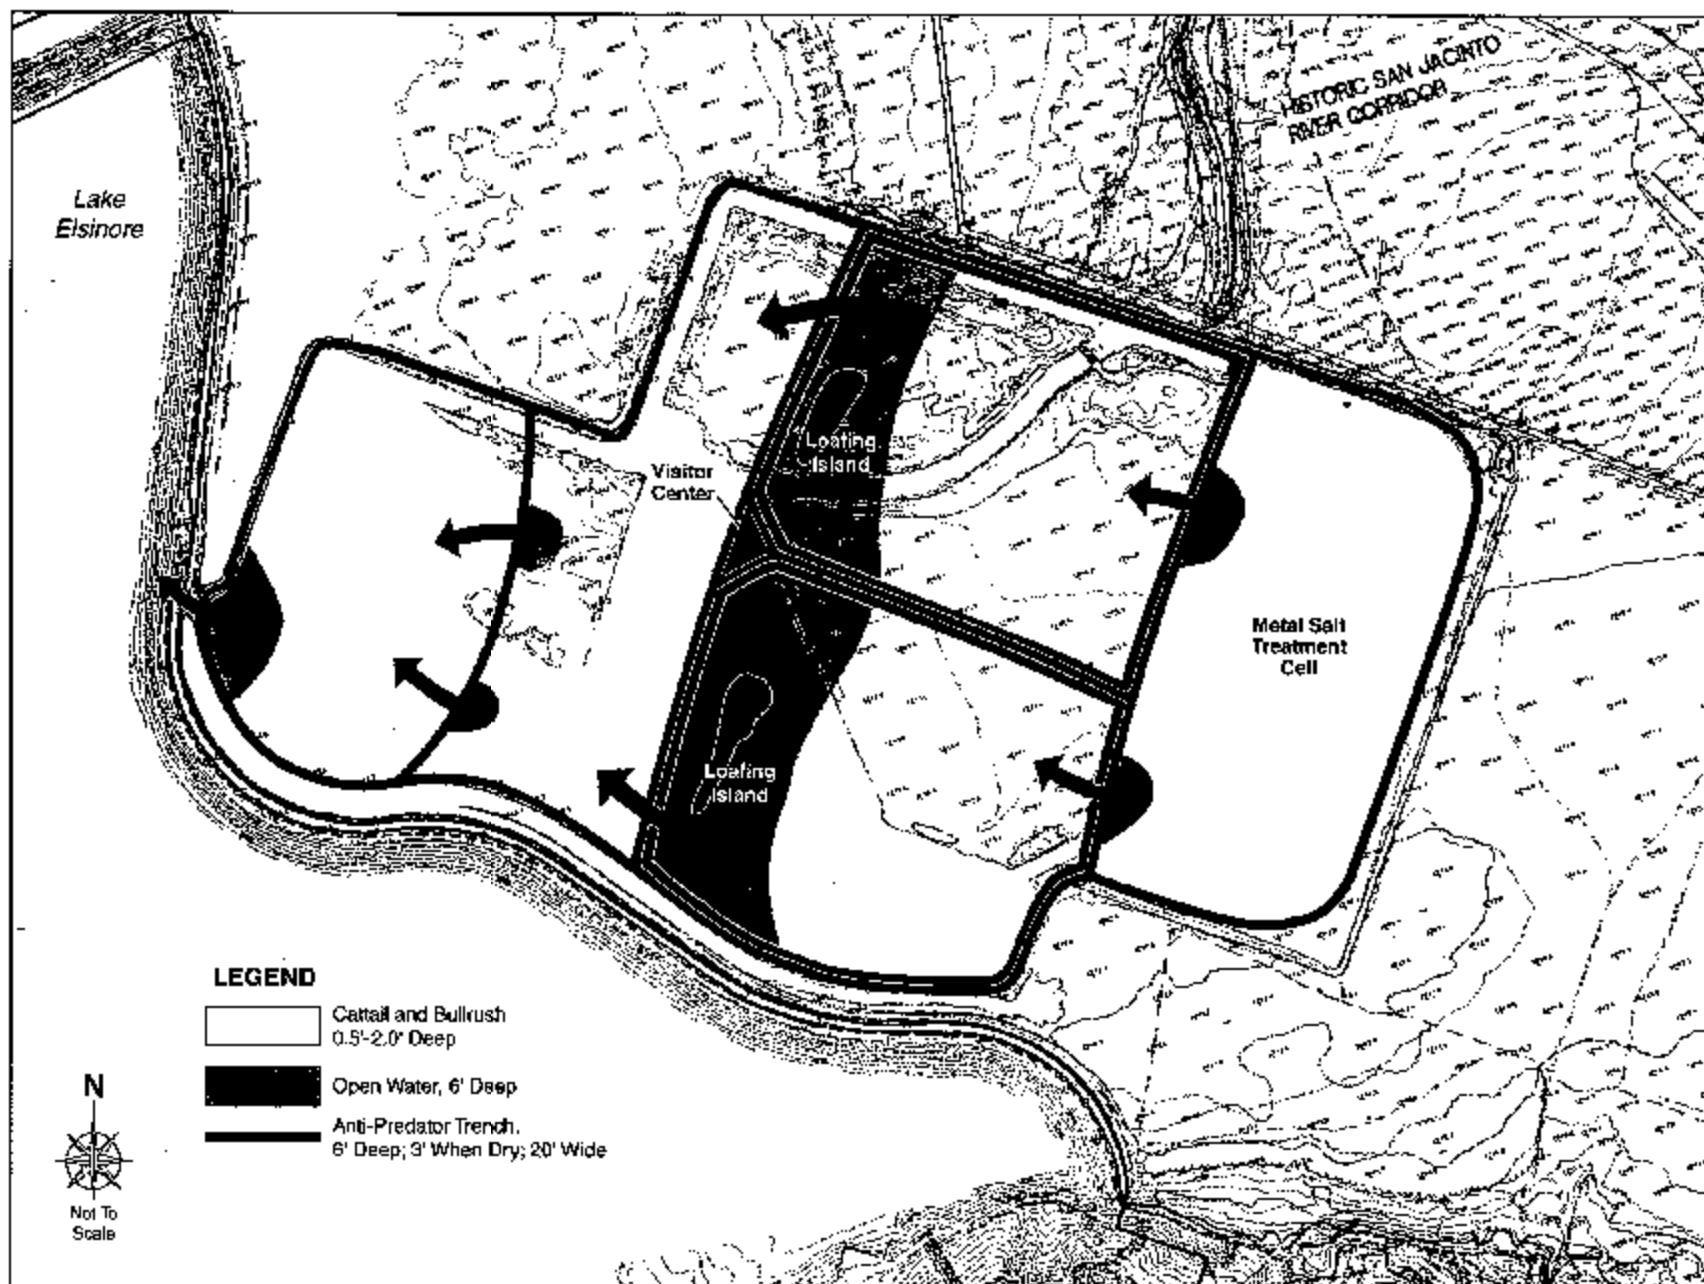 HISTORIC SAN JACINTO
RIVER CORRIDOR
Lake
Elsinore
Loafing
Island
Visitor
Center
Metal Salt
Treatment
Cell
Loafing
Island
LEGEND
Cattail and Bullrush
0.5'-2.0' Deep
Open Water, 6' Deep
Anti-Predator Trench.
6' Deep; 3' When Dry; 20' Wide
N
Not To
Scale